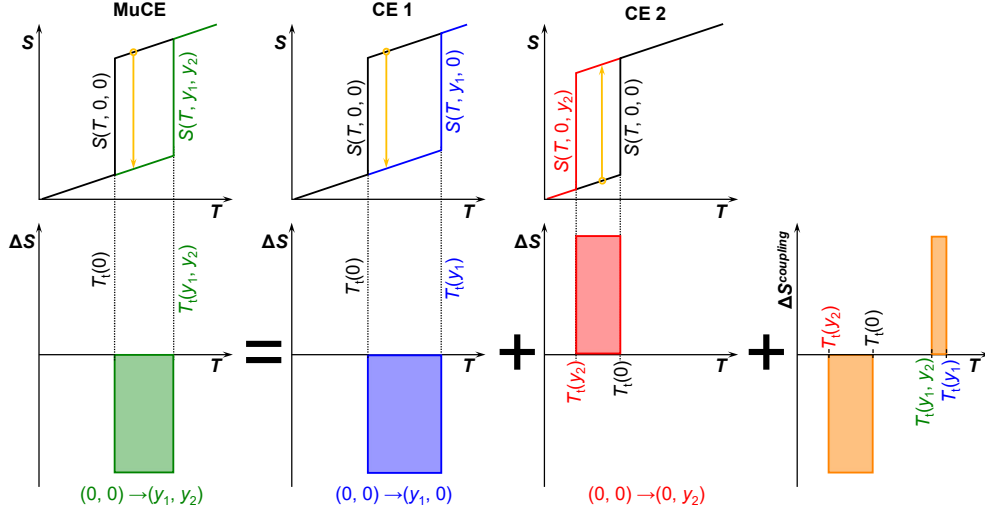 MuCE
CE 1
CE 2
S
S(T, 0, 0)
S(T, y₁, y₂)
T
S
S(T, 0, 0)
S(T, y₁, 0)
T
S
S(T, 0, y₂)
S(T, 0, 0)
T
ΔS
Tₜ(0)
Tₜ(y₁, y₂)
T
(0, 0) →(y₁, y₂)
=
ΔS
Tₜ(0)
Tₜ(y₁)
T
(0, 0) →(y₁, 0)
+
ΔS
Tₜ(y₂)
Tₜ(0)
T
(0, 0) →(0, y₂)
+
ΔS^coupling
Tₜ(y₂)
Tₜ(0)
Tₜ(y₁, y₂)
Tₜ(y₁)
T